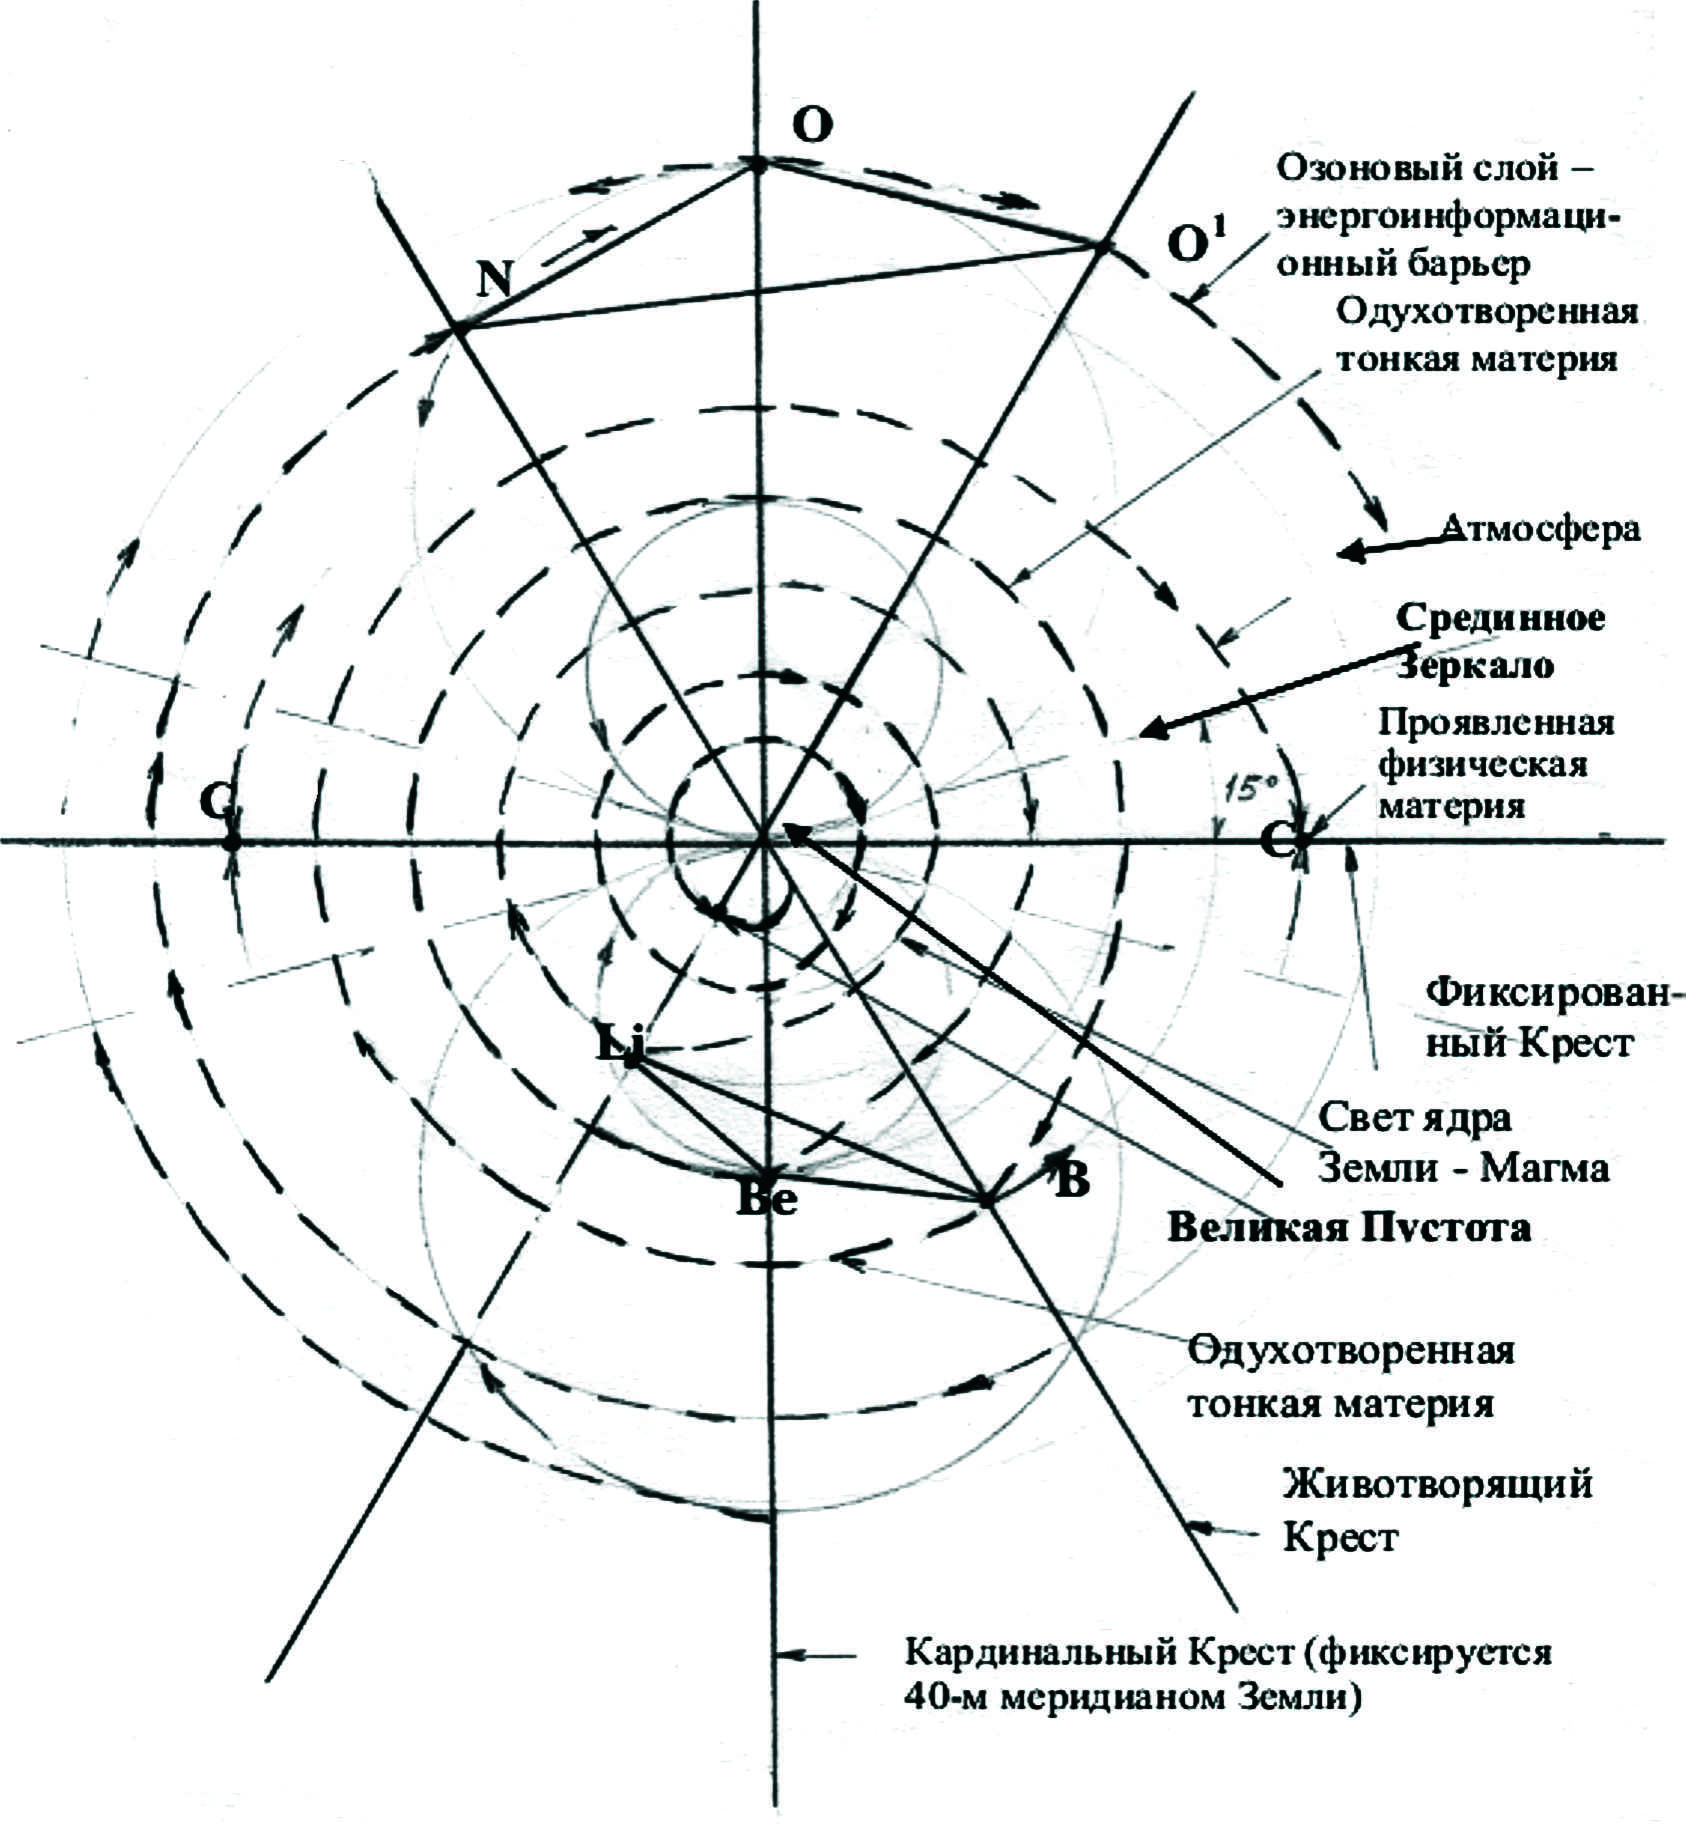 O
O¹
N
Озоновый слой –
энергоинформаци-
онный барьер
Одухотворенная
тонкая материя
Атмосфера
Срединное
Зеркало
Проявленная
физическая
материя
15°
C
C
Фиксирован-
ный Крест
Li
Свет ядра
Земли - Магма
Be
B
Великая Пустота
Одухотворенная
тонкая материя
Животворящий
Крест
Кардинальный Крест (фиксируется
40-м меридианом Земли)